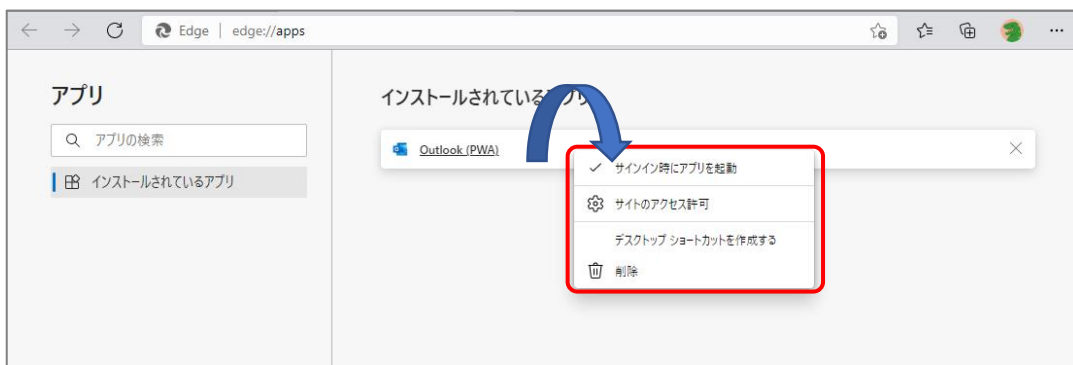 Edge | edge://apps
アプリ
アプリの検索
インストールされているアプリ
インストールされているアプリ
Outlook (PWA)
サインイン時にアプリを起動
サイトのアクセス許可
デスクトップ ショートカットを作成する
削除